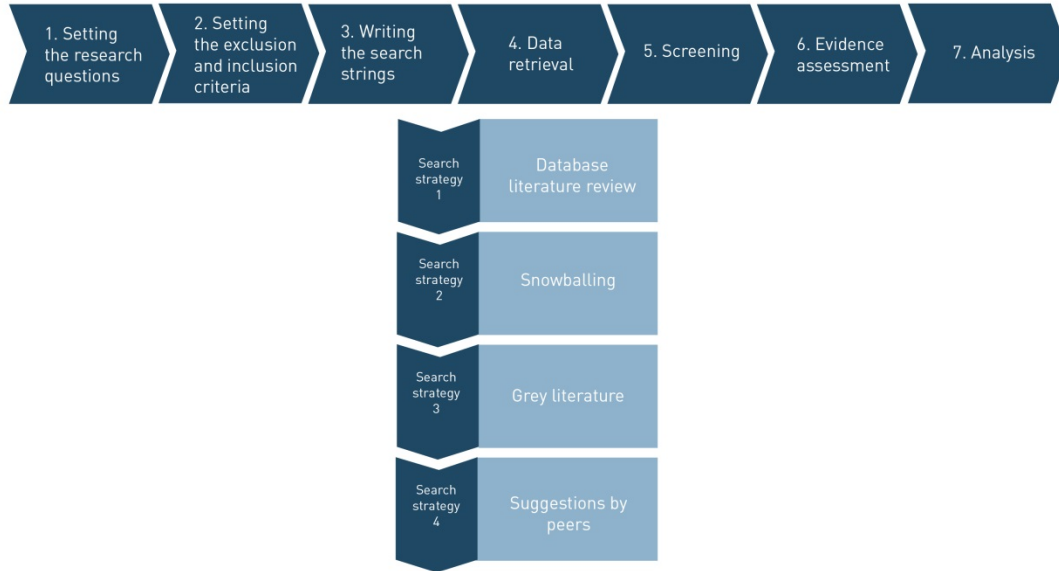 1. Setting
the research
questions
2. Setting
the exclusion
and inclusion
criteria
3. Writing
the search
strings
4. Data
retrieval
5. Screening
6. Evidence
assessment
7. Analysis
Search
strategy
1
Database
literature review
Search
strategy
2
Snowballing
Search
strategy
3
Grey literature
Search
strategy
4
Suggestions by
peers